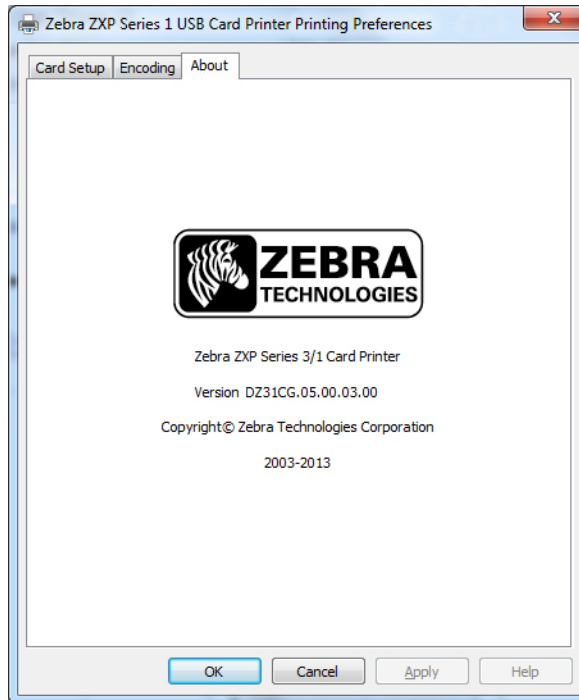 Zebra ZXP Series 1 USB Card Printer Printing Preferences
Card Setup Encoding About
ZEBRA
TECHNOLOGIES
Zebra ZXP Series 3/1 Card Printer
Version DZ31CG.05.00.03.00
Copyright© Zebra Technologies Corporation
2003-2013
OK Cancel Apply Help